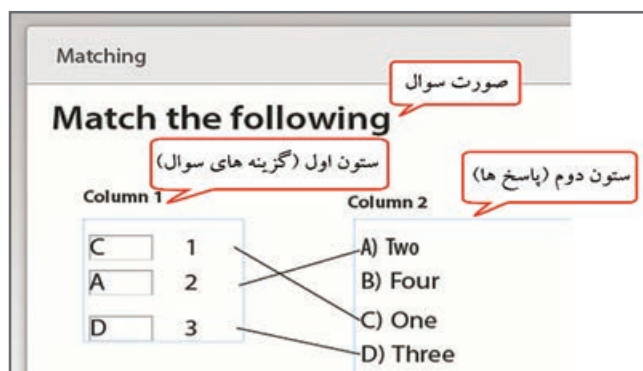 Matching
صورت سوال
Match the following
ستون اول (گزینه های سوال)
ستون دوم (پاسخ ها)
Column 1
Column 2
C 1
A 2
D 3
A) Two
B) Four
C) One
D) Three